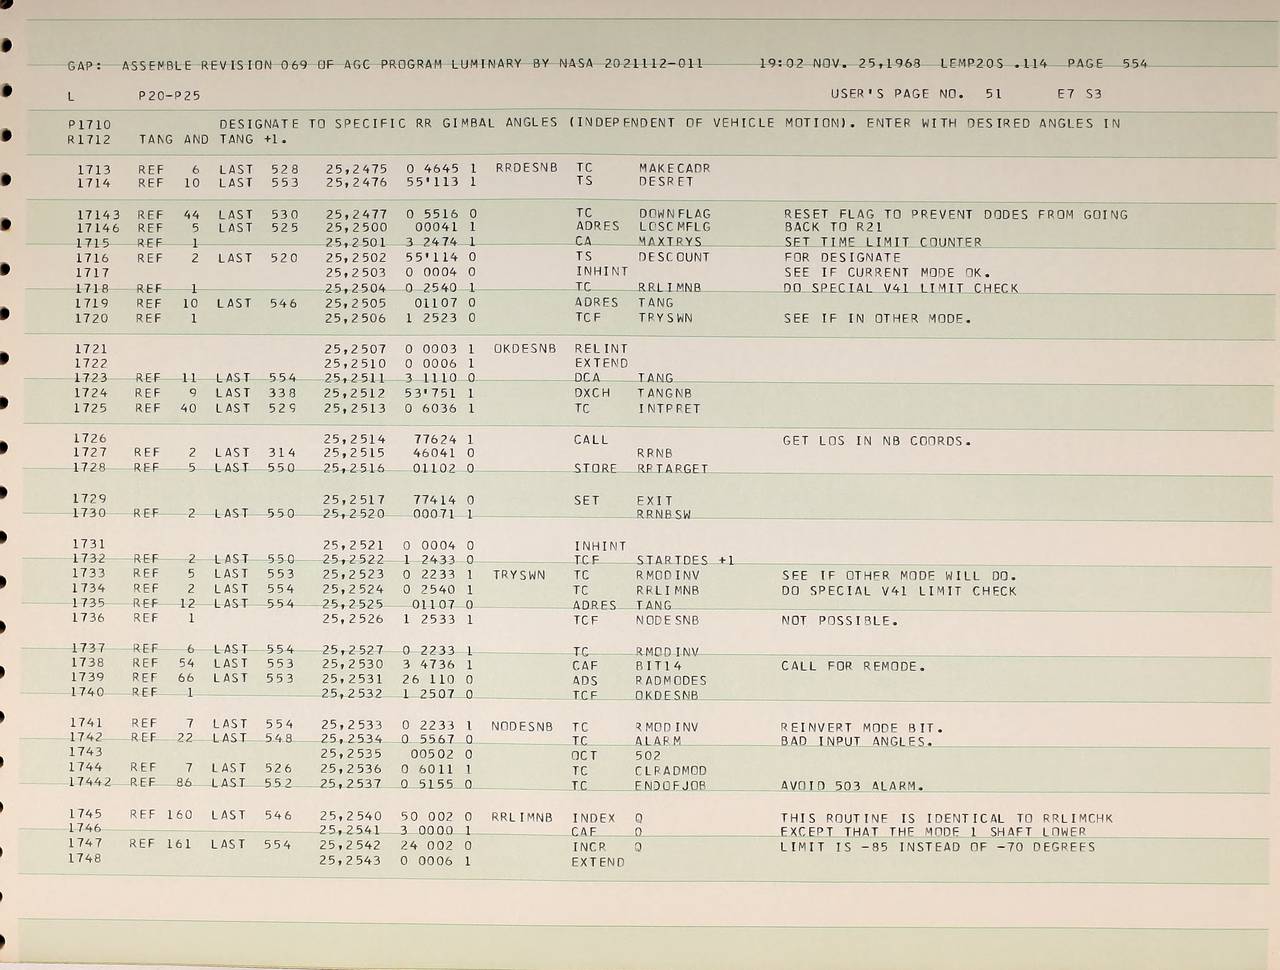 GAP: ASSEMBLE REVISION 069 OF AGC PROGRAM LUMINARY BY NASA 2021112-011 19:02 NOV. 25,1968 LEMP20S .114 PAGE 554
L P20-P25 USER'S PAGE NO. 51 E7 S3
P1710 DESIGNATE TO SPECIFIC RR GIMBAL ANGLES (INDEPENDENT OF VEHICLE MOTION). ENTER WITH DESIRED ANGLES IN
R1712 TANG AND TANG +1.
1713 REF 6 LAST 528 25,2475 0 4645 1 RRDESNB TC MAKECADR
1714 REF 10 LAST 553 25,2476 55'113 1 TS DESRET
17143 REF 44 LAST 530 25,2477 0 5516 0 TC DOWNFLAG RESET FLAG TO PREVENT DODES FROM GOING
17146 REF 5 LAST 525 25,2500 00041 1 ADRES LOSCMFLG BACK TO R21
1715 REF 1 25,2501 3 2474 1 CA MAXTRYS SET TIME LIMIT COUNTER
1716 REF 2 LAST 520 25,2502 55'114 0 TS DESCOUNT FOR DESIGNATE
1717 25,2503 0 0004 0 INHINT SEE IF CURRENT MODE OK.
1718 REF 1 25,2504 0 2540 1 TC RRLIMNB DO SPECIAL V41 LIMIT CHECK
1719 REF 10 LAST 546 25,2505 01107 0 ADRES TANG
1720 REF 1 25,2506 1 2523 0 TCF TRYSWN SEE IF IN OTHER MODE.
1721 25,2507 0 0003 1 OKDESNB RELINT
1722 25,2510 0 0006 1 EXTEND
1723 REF 11 LAST 554 25,2511 3 1110 0 DCA TANG
1724 REF 9 LAST 338 25,2512 53'751 1 DXCH TANGNB
1725 REF 40 LAST 529 25,2513 0 6036 1 TC INTPRET
1726 25,2514 77624 1 CALL GET LOS IN NB COORDS.
1727 REF 2 LAST 314 25,2515 46041 0 RRNB
1728 REF 5 LAST 550 25,2516 01102 0 STORE RRTARGET
1729 25,2517 77414 0 SET EXIT
1730 REF 2 LAST 550 25,2520 00071 1 RRNBSW
1731 25,2521 0 0004 0 INHINT
1732 REF 2 LAST 550 25,2522 1 2433 0 TCF STARTDES +1
1733 REF 5 LAST 553 25,2523 0 2233 1 TRYSWN TC RMODINV SEE IF OTHER MODE WILL DO.
1734 REF 2 LAST 554 25,2524 0 2540 1 TC RRLIMNB DO SPECIAL V41 LIMIT CHECK
1735 REF 12 LAST 554 25,2525 01107 0 ADRES TANG
1736 REF 1 25,2526 1 2533 1 TCF NODESNB NOT POSSIBLE.
1737 REF 6 LAST 554 25,2527 0 2233 1 TC RMODINV
1738 REF 54 LAST 553 25,2530 3 4736 1 CAF BIT14 CALL FOR REMODE.
1739 REF 66 LAST 553 25,2531 26 110 0 ADS RADMODES
1740 REF 1 25,2532 1 2507 0 TCF OKDESNB
1741 REF 7 LAST 554 25,2533 0 2233 1 NODESNB TC RMODINV REINVERT MODE BIT.
1742 REF 22 LAST 548 25,2534 0 5567 0 TC ALARM BAD INPUT ANGLES.
1743 25,2535 00502 0 OCT 502
1744 REF 7 LAST 526 25,2536 0 6011 1 TC CLRADMOD
17442 REF 86 LAST 552 25,2537 0 5155 0 TC ENDOFJOB AVOID 503 ALARM.
1745 REF 160 LAST 546 25,2540 50 002 0 RRLIMNB INDEX Q THIS ROUTINE IS IDENTICAL TO RRLIMCHK
1746 25,2541 3 0000 1 CAF 0 EXCEPT THAT THE MODE 1 SHAFT LOWER
1747 REF 161 LAST 554 25,2542 24 002 0 INCR Q LIMIT IS -85 INSTEAD OF -70 DEGREES
1748 25,2543 0 0006 1 EXTEND